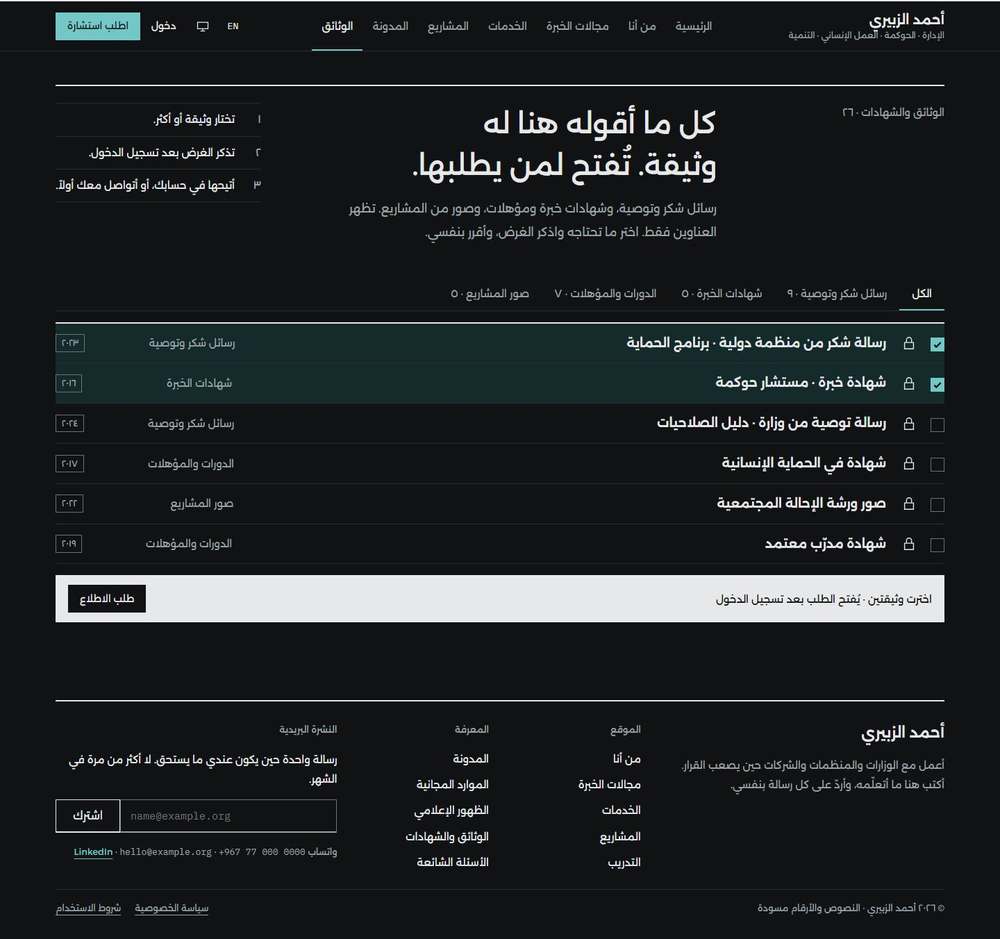 أحمد الزبيري
الإدارة · الحوكمة · العمل الإنساني · التنمية
الرئيسية
من أنا
مجالات الخبرة
الخدمات
المشاريع
المدونة
الوثائق
EN
دخول
اطلب استشارة
الوثائق والشهادات · ٢٦
كل ما أقوله هنا له
وثيقة. تُفتح لمن يطلبها.
رسائل شكر وتوصية، وشهادات خبرة ومؤهلات، وصور من المشاريع. تظهر
العناوين فقط. اختر ما تحتاجه واذكر الغرض، وأقرر بنفسي.
١ تختار وثيقة أو أكثر.
٢ تذكر الغرض بعد تسجيل الدخول.
٣ أتيحها في حسابك، أو أتواصل معك أولاً.
الكل
رسائل شكر وتوصية · ٩
شهادات الخبرة · ٥
الدورات والمؤهلات · ٧
صور المشاريع · ٥
رسالة شكر من منظمة دولية · برنامج الحماية رسائل شكر وتوصية ٢٠٢٣
شهادة خبرة · مستشار حوكمة شهادات الخبرة ٢٠١٦
رسالة توصية من وزارة · دليل الصلاحيات رسائل شكر وتوصية ٢٠٢٤
شهادة في الحماية الإنسانية الدورات والمؤهلات ٢٠١٧
صور ورشة الإحالة المجتمعية صور المشاريع ٢٠٢٢
شهادة مدرّب معتمد الدورات والمؤهلات ٢٠١٩
اخترت وثيقتين · يُفتح الطلب بعد تسجيل الدخول
طلب الاطلاع
أحمد الزبيري
أعمل مع الوزارات والمنظمات والشركات حين يصعب القرار.
أكتب هنا ما أتعلّمه، وأردّ على كل رسالة بنفسي.
الموقع
من أنا
مجالات الخبرة
الخدمات
المشاريع
التدريب
المعرفة
المدونة
الموارد المجانية
الظهور الإعلامي
الوثائق والشهادات
الأسئلة الشائعة
النشرة البريدية
رسالة واحدة حين يكون عندي ما يستحق. لا أكثر من مرة في
الشهر.
name@example.org
اشترك
واتساب ‎+967 77 000 0000 · hello@example.org · LinkedIn
© ٢٠٢٦ أحمد الزبيري · النصوص والأرقام مسودة
سياسة الخصوصية
شروط الاستخدام